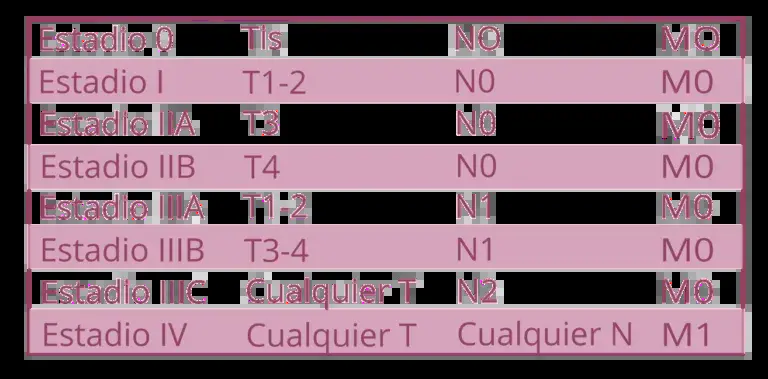 Estadio 0 TIs N0 M0
Estadio I T1-2 N0 M0
Estadio IIA T3 N0 M0
Estadio IIB T4 N0 M0
Estadio IIIA T1-2 N1 M0
Estadio IIIB T3-4 N1 M0
Estadio IIIC Cualquier T N2 M0
Estadio IV Cualquier T Cualquier N M1